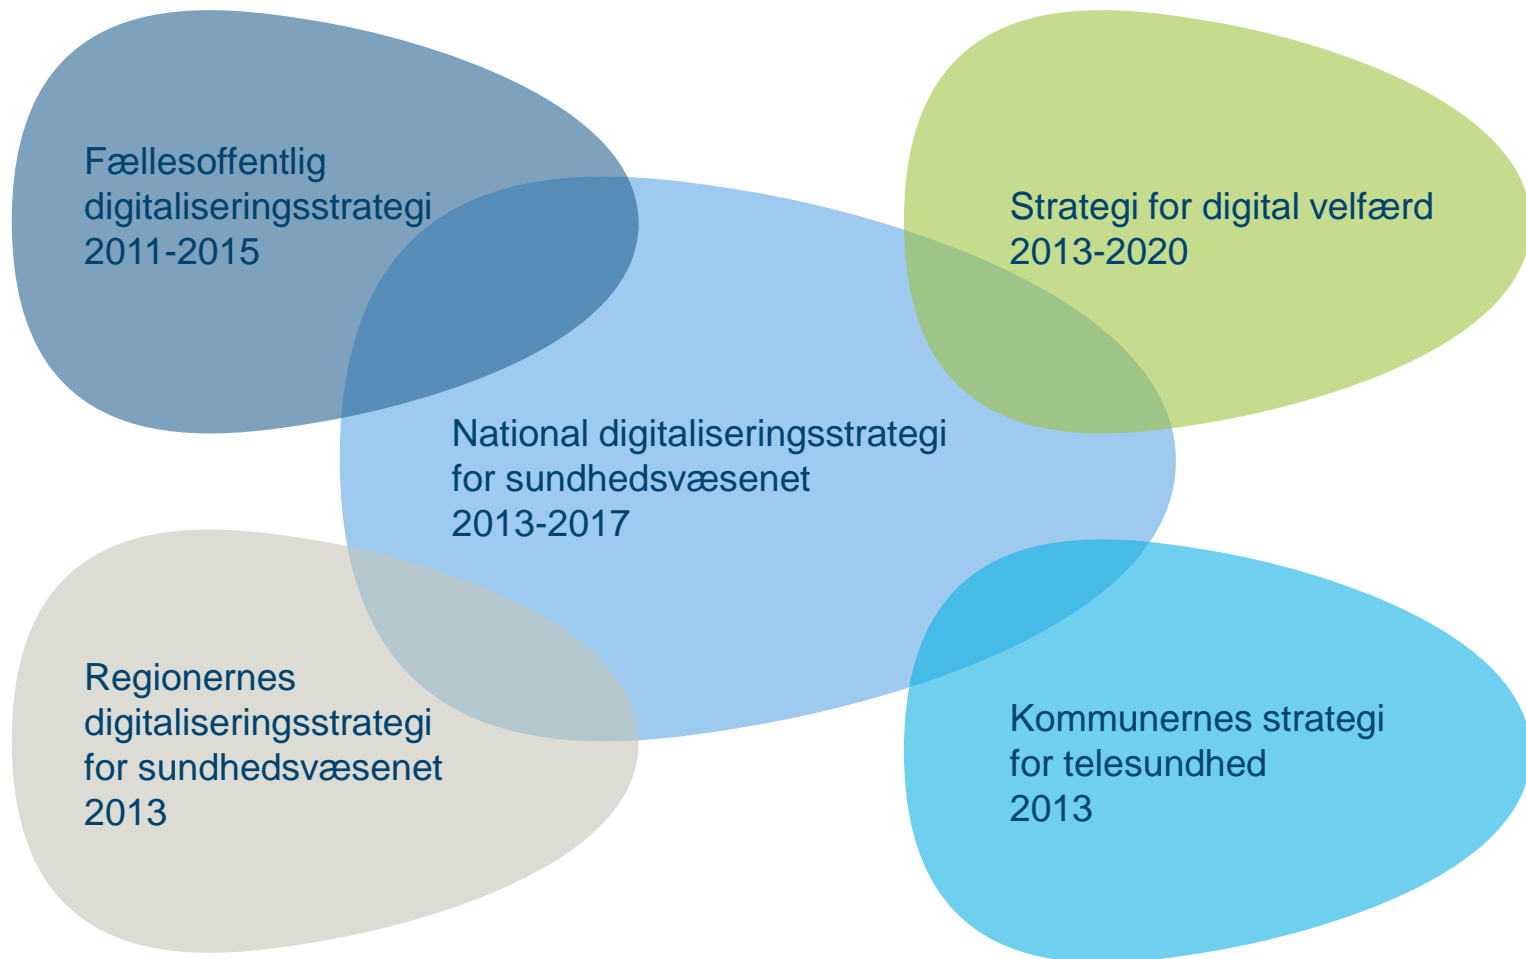 Fællesoffentlig
digitaliseringsstrategi
2011-2015
Strategi for digital velfærd
2013-2020
National digitaliseringsstrategi
for sundhedsvæsenet
2013-2017
Regionernes
digitaliseringsstrategi
for sundhedsvæsenet
2013
Kommunernes strategi
for telesundhed
2013